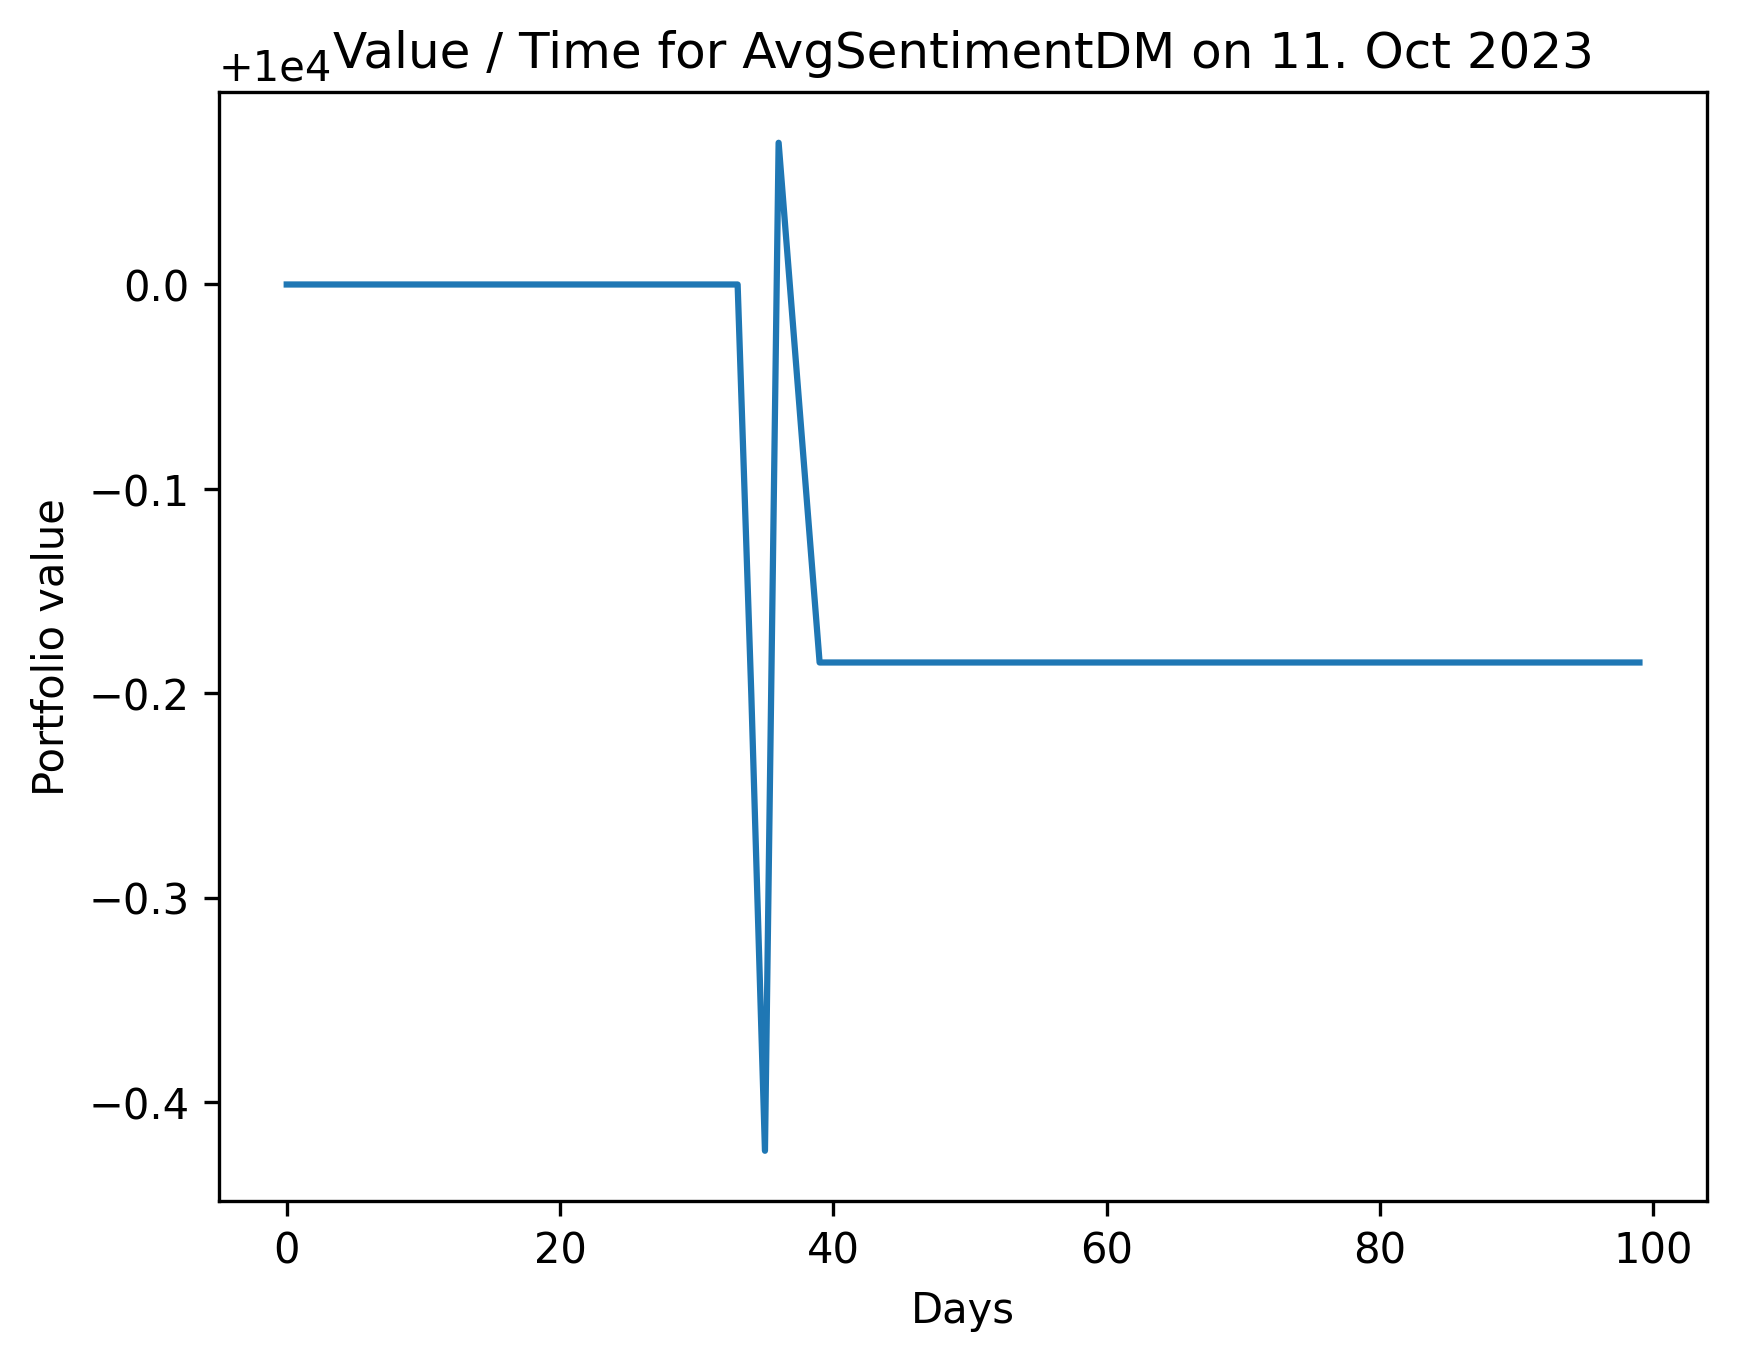 Value / Time for AvgSentimentDM on 11. Oct 2023
+1e4
0.0
−0.1
−0.2
−0.3
−0.4
Portfolio value
0 20 40 60 80 100
Days